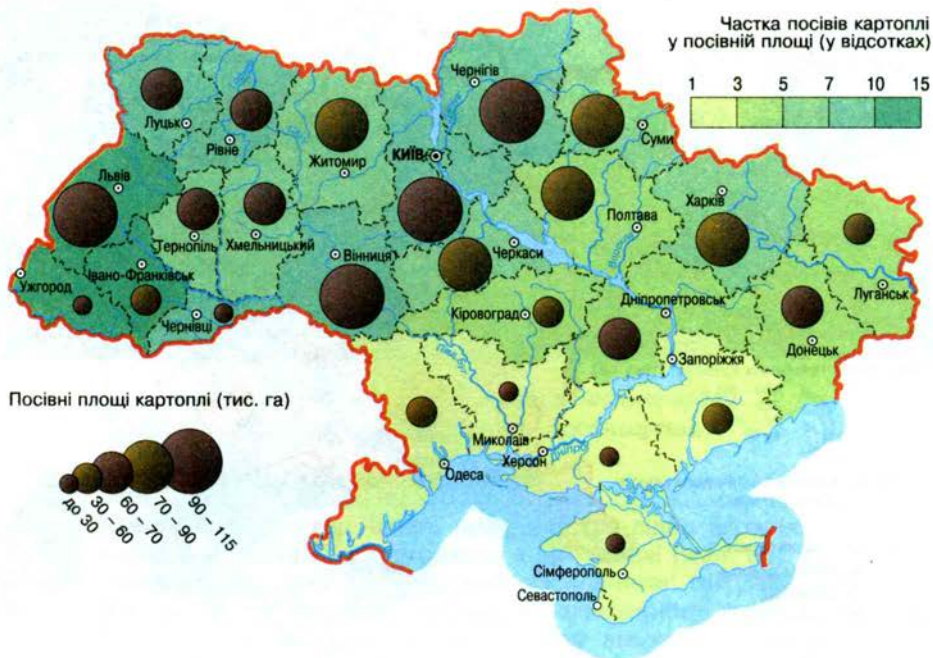 Частка посівів картоплі
у посівній площі (у відсотках)
1 3 5 7 10 15
Чернігів
Луцьк
Рівне
Житомир
КИЇВ
Суми
Львів
Тернопіль
Хмельницький
Полтава
Харків
Івано-Франківськ
Вінниця
Черкаси
Ужгород
Луганськ
Чернівці
Кіровоград
Дніпропетровськ
Донецьк
Запоріжжя
Посівні площі картоплі (тис. га)
до 30
30 – 60
60 – 70
70 – 90
90 – 115
Миколаїв
Херсон
Дніпро
Одеса
Сімферополь
Севастополь